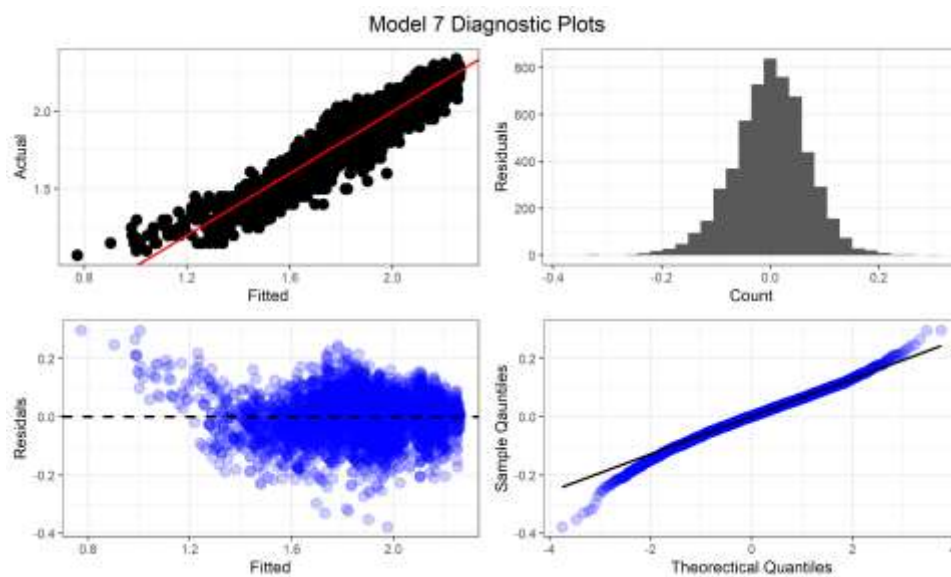 Model 7 Diagnostic Plots
2.0
1.5
Actual
0.8 1.2 1.6 2.0
Fitted
800
600
400
200
0
Residuals
-0.4 -0.2 0.0 0.2
Count
0.2
0.0
-0.2
-0.4
Residals
0.8 1.2 1.6 2.0
Fitted
0.2
0.0
-0.2
-0.4
Sample Qauntiles
-4 -2 0 2 4
Theorectical Quantiles